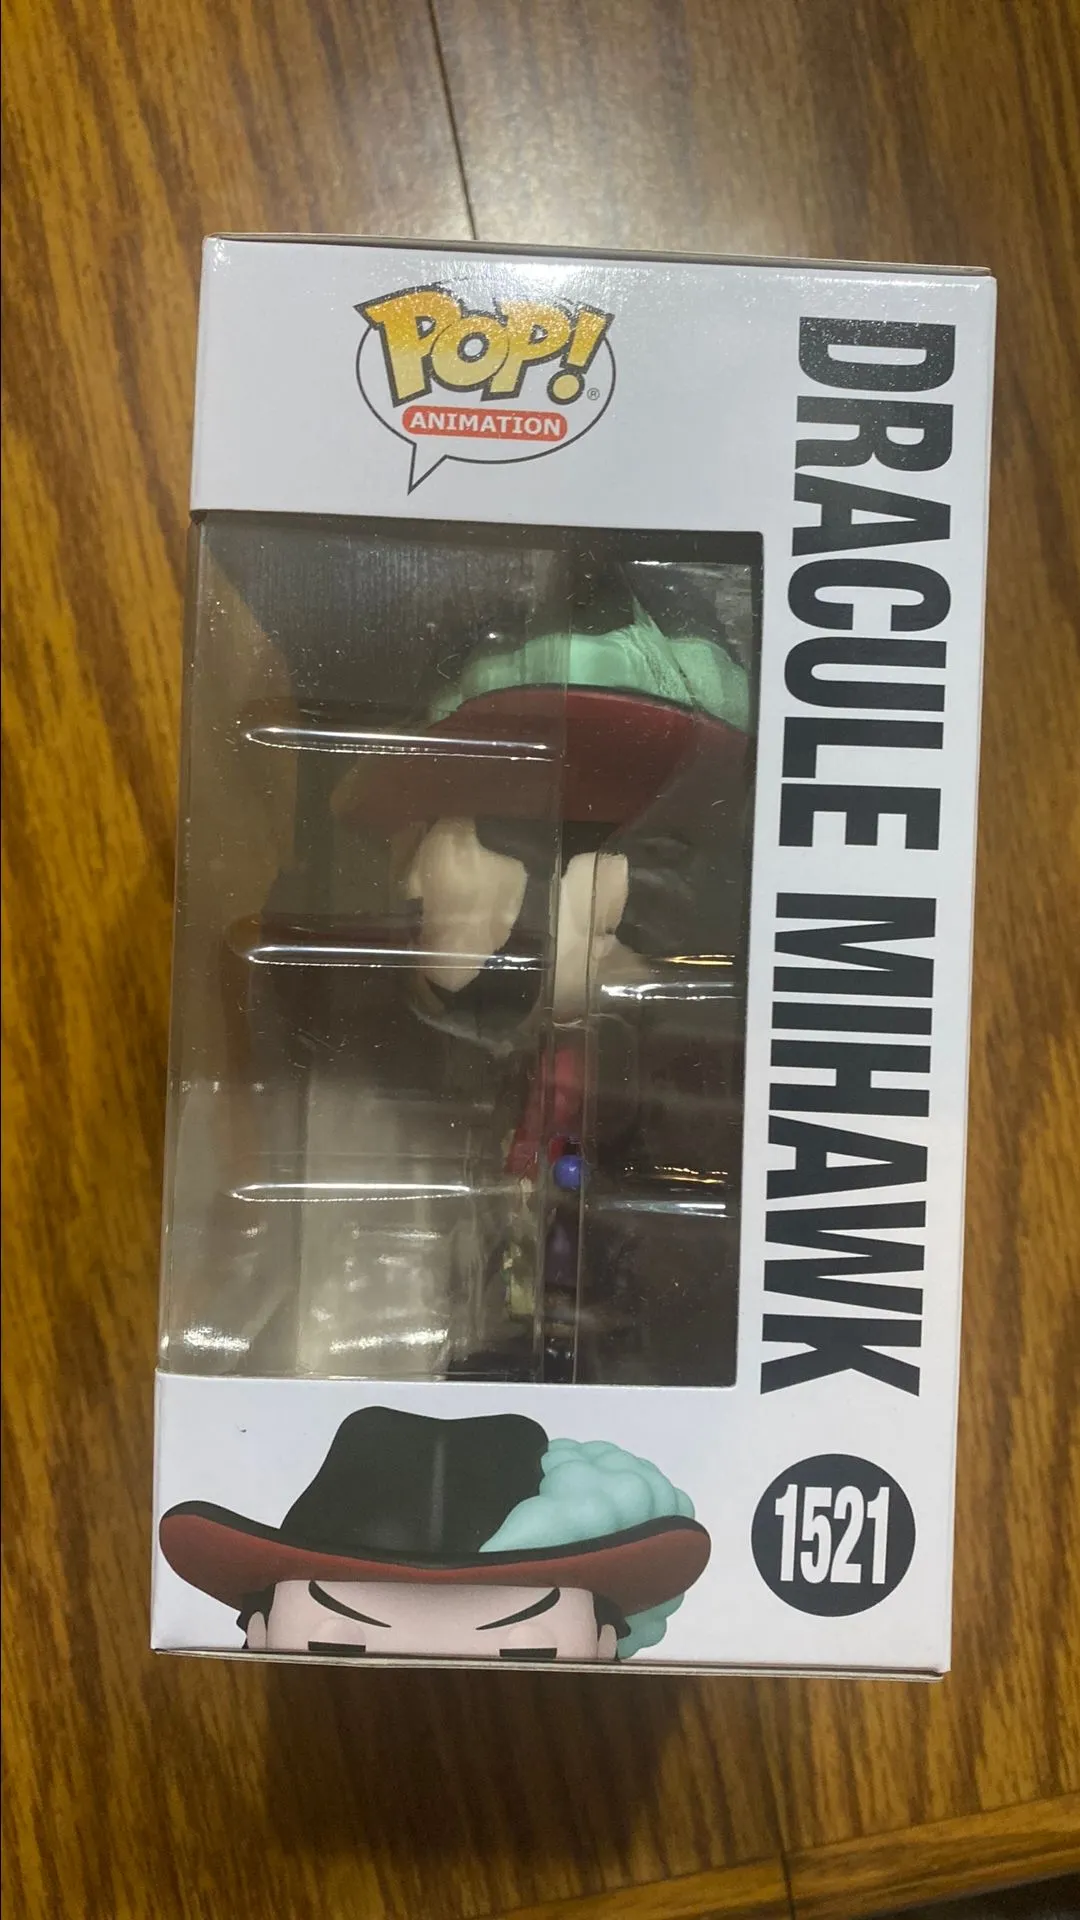 POP!
®
ANIMATION
DRACULE MIHAWK
1521